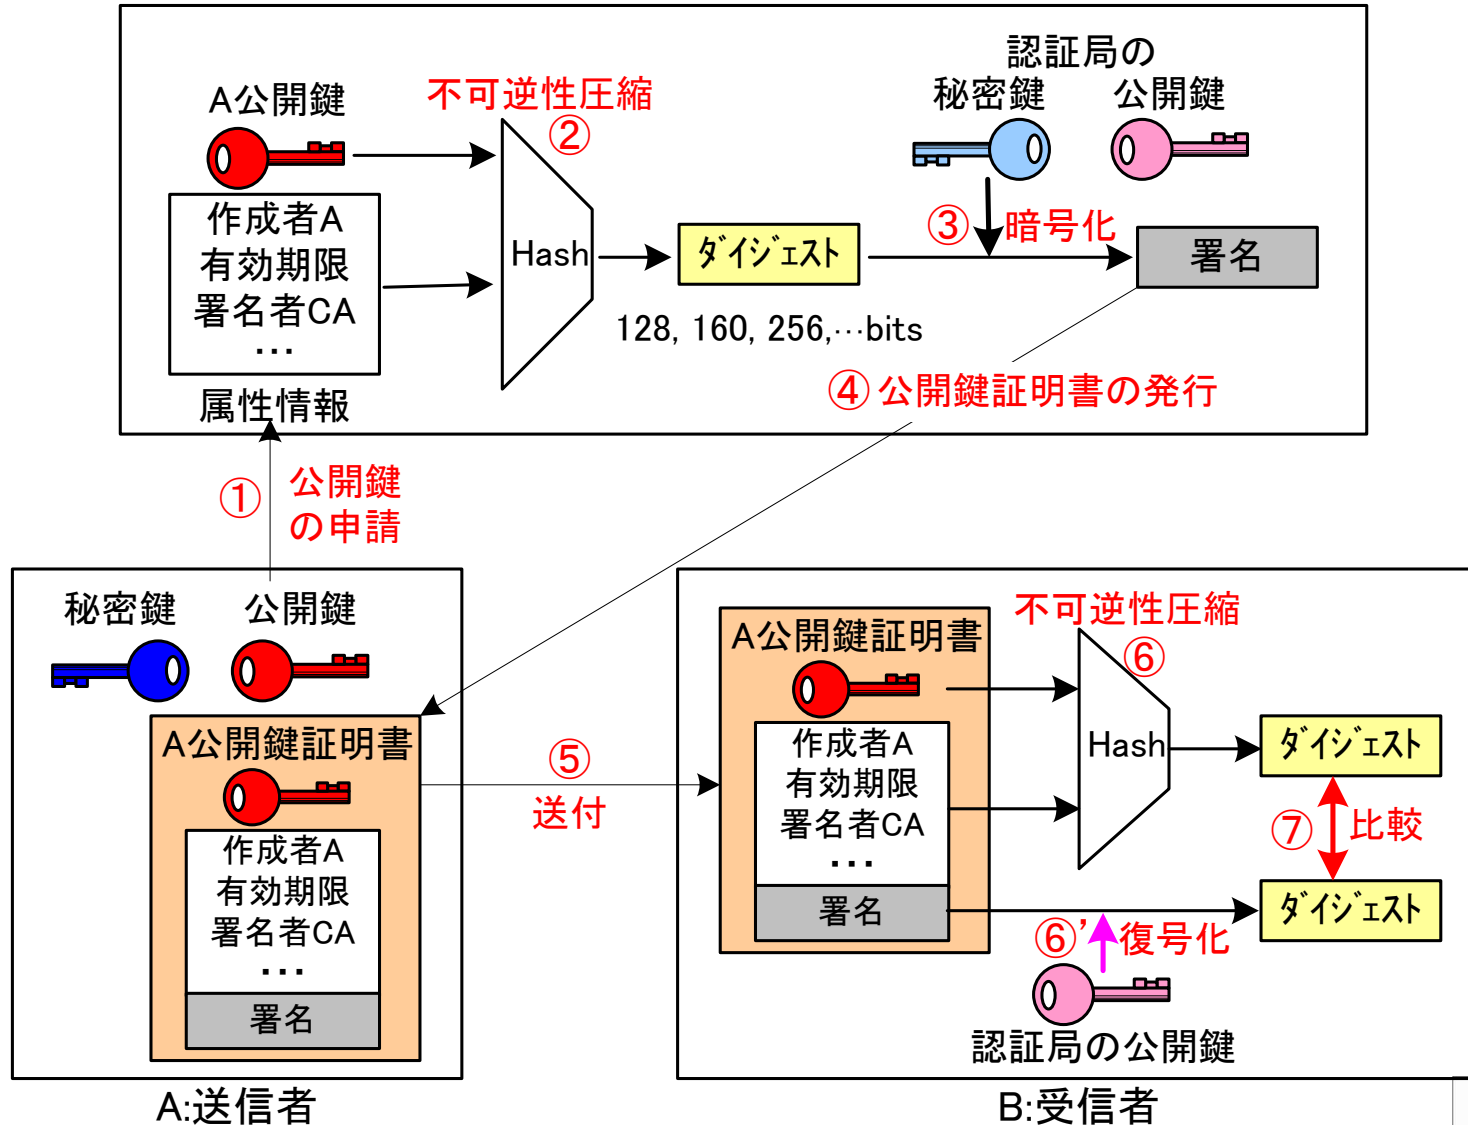 認証局の
秘密鍵 公開鍵
A公開鍵
不可逆性圧縮
②
作成者A
有効期限
署名者CA
…
属性情報
Hash
ﾀﾞｲｼﾞｪｽﾄ
128, 160, 256,…bits
③ 暗号化
署名
④ 公開鍵証明書の発行
① 公開鍵
の申請
秘密鍵 公開鍵
A公開鍵証明書
作成者A
有効期限
署名者CA
…
署名
A:送信者
⑤
送付
A公開鍵証明書
作成者A
有効期限
署名者CA
…
署名
不可逆性圧縮
⑥
Hash
ﾀﾞｲｼﾞｪｽﾄ
⑦ 比較
ﾀﾞｲｼﾞｪｽﾄ
⑥’ 復号化
認証局の公開鍵
B:受信者